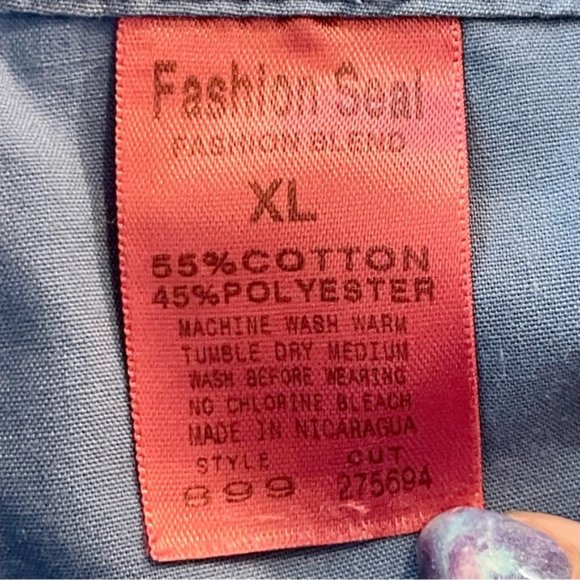 Fashion Seal
FASHION BLEND
XL
55%COTTON
45%POLYESTER
MACHINE WASH WARM
TUMBLE DRY MEDIUM
WASH BEFORE WEARING
NO CHLORINE BLEACH
MADE IN NICARAGUA
STYLE CUT
899 275694